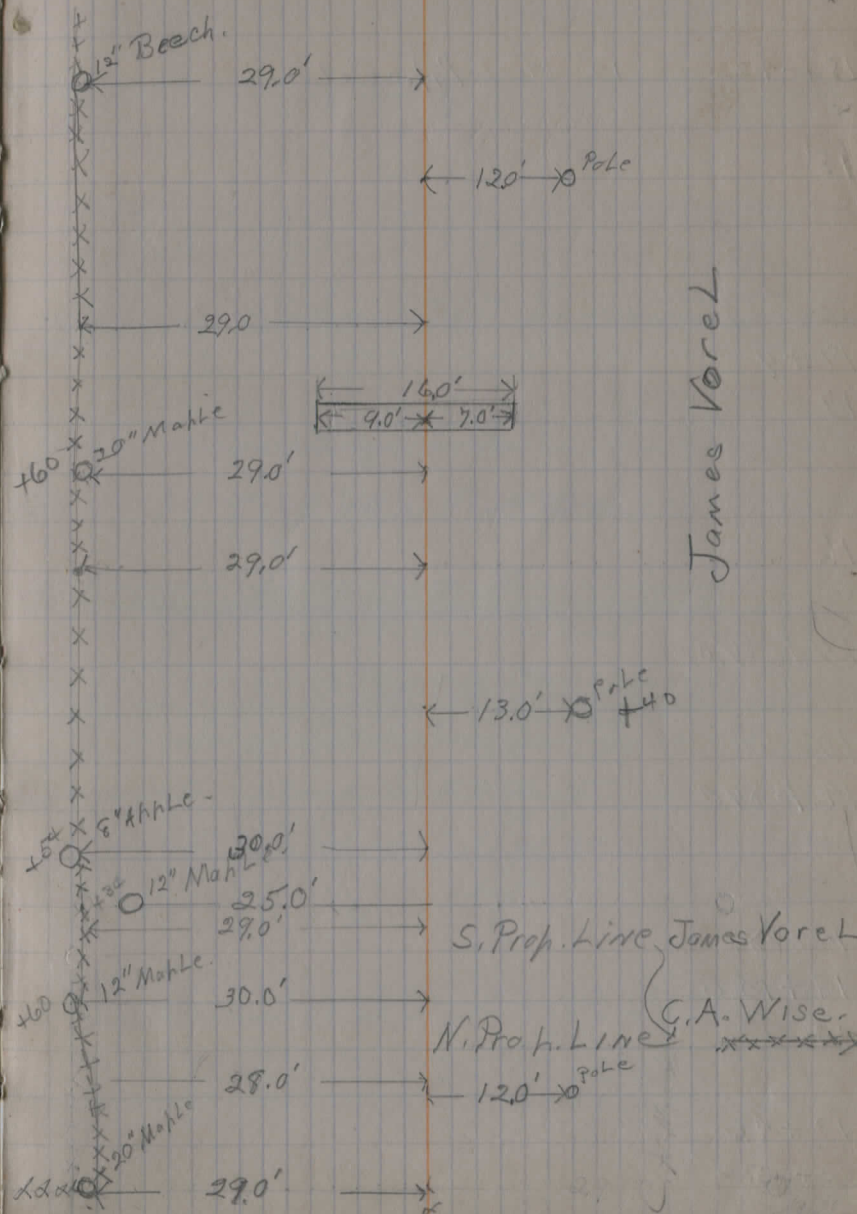 12" Beech.
29.0'
12.0' Pole
29.0
James Vorel
16.0'
9.0' 7.0'
20" Maple
+60 29.0'
29.0'
13.0' Pole +40
8" Apple-
30.0'
12" Maple
25.0'
29.0'
S. Prop. Line James Vorel
12" Maple.
+60 30.0'
N. Prop. Line C.A. Wise.
28.0'
12.0' Pole
20" Maple
29.0'